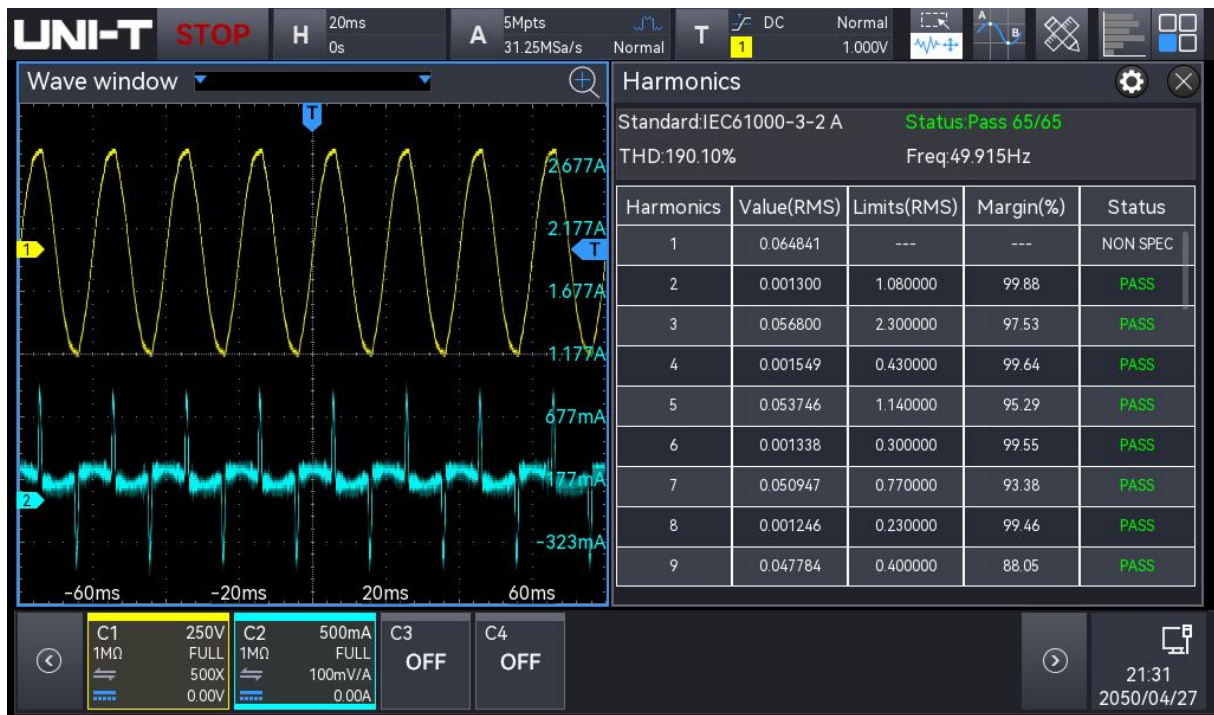 UNI-T STOP H 20ms 0s A 5Mpts 31.25MSa/s Normal T DC 1 Normal 1.000V A B
Wave window
T
2.677A
2.177A
1
T
1.677A
1.177A
677mA
177mA
2
-323mA
-60ms -20ms 20ms 60ms
Harmonics
Standard:IEC61000-3-2 A Status:Pass 65/65
THD:190.10% Freq:49.915Hz
Harmonics Value(RMS) Limits(RMS) Margin(%) Status
1 0.064841 --- --- NON SPEC
2 0.001300 1.080000 99.88 PASS
3 0.056800 2.300000 97.53 PASS
4 0.001549 0.430000 99.64 PASS
5 0.053746 1.140000 95.29 PASS
6 0.001338 0.300000 99.55 PASS
7 0.050947 0.770000 93.38 PASS
8 0.001246 0.230000 99.46 PASS
9 0.047784 0.400000 88.05 PASS
C1 250V
1MΩ FULL
500X
0.00V
C2 500mA
1MΩ FULL
100mV/A
0.00A
C3
OFF
C4
OFF
21:31
2050/04/27